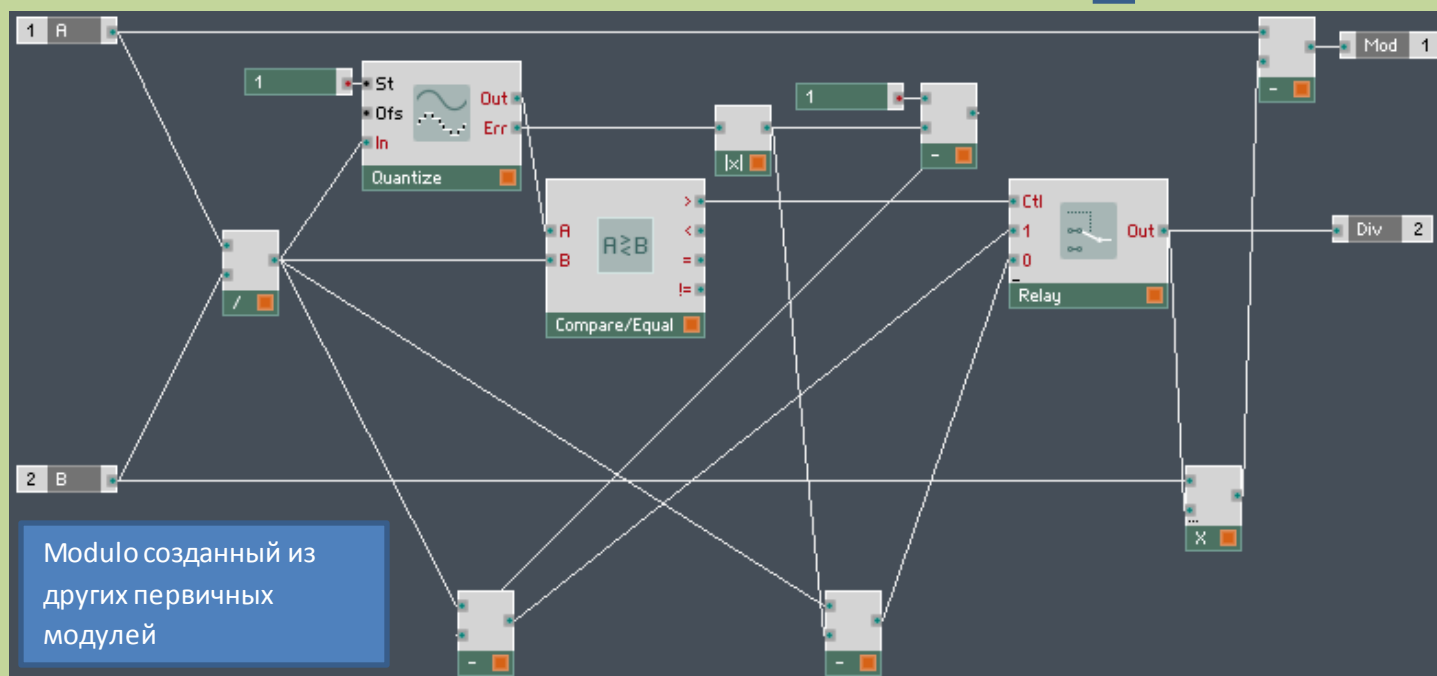 1 A
Mod 1
1
St
Ofs
In
Out
Err
Quantize
|x|
1
-
-
A
B
>
<
=
!=
A≷B
Compare/Equal
Ctl
1
0
Out
Relay
Div 2
/
2 B
X
Modulo созданный из
других первичных
модулей
-
-